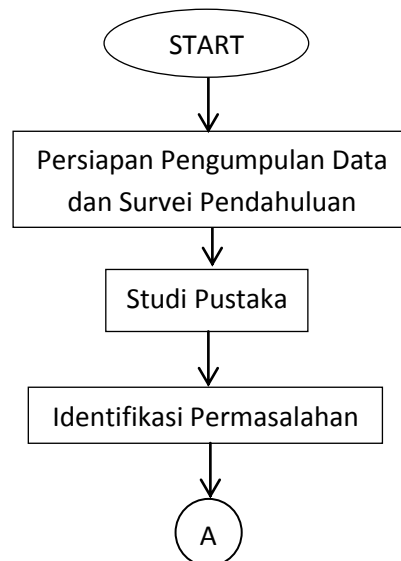 START
Persiapan Pengumpulan Data
dan Survei Pendahuluan
Studi Pustaka
Identifikasi Permasalahan
A